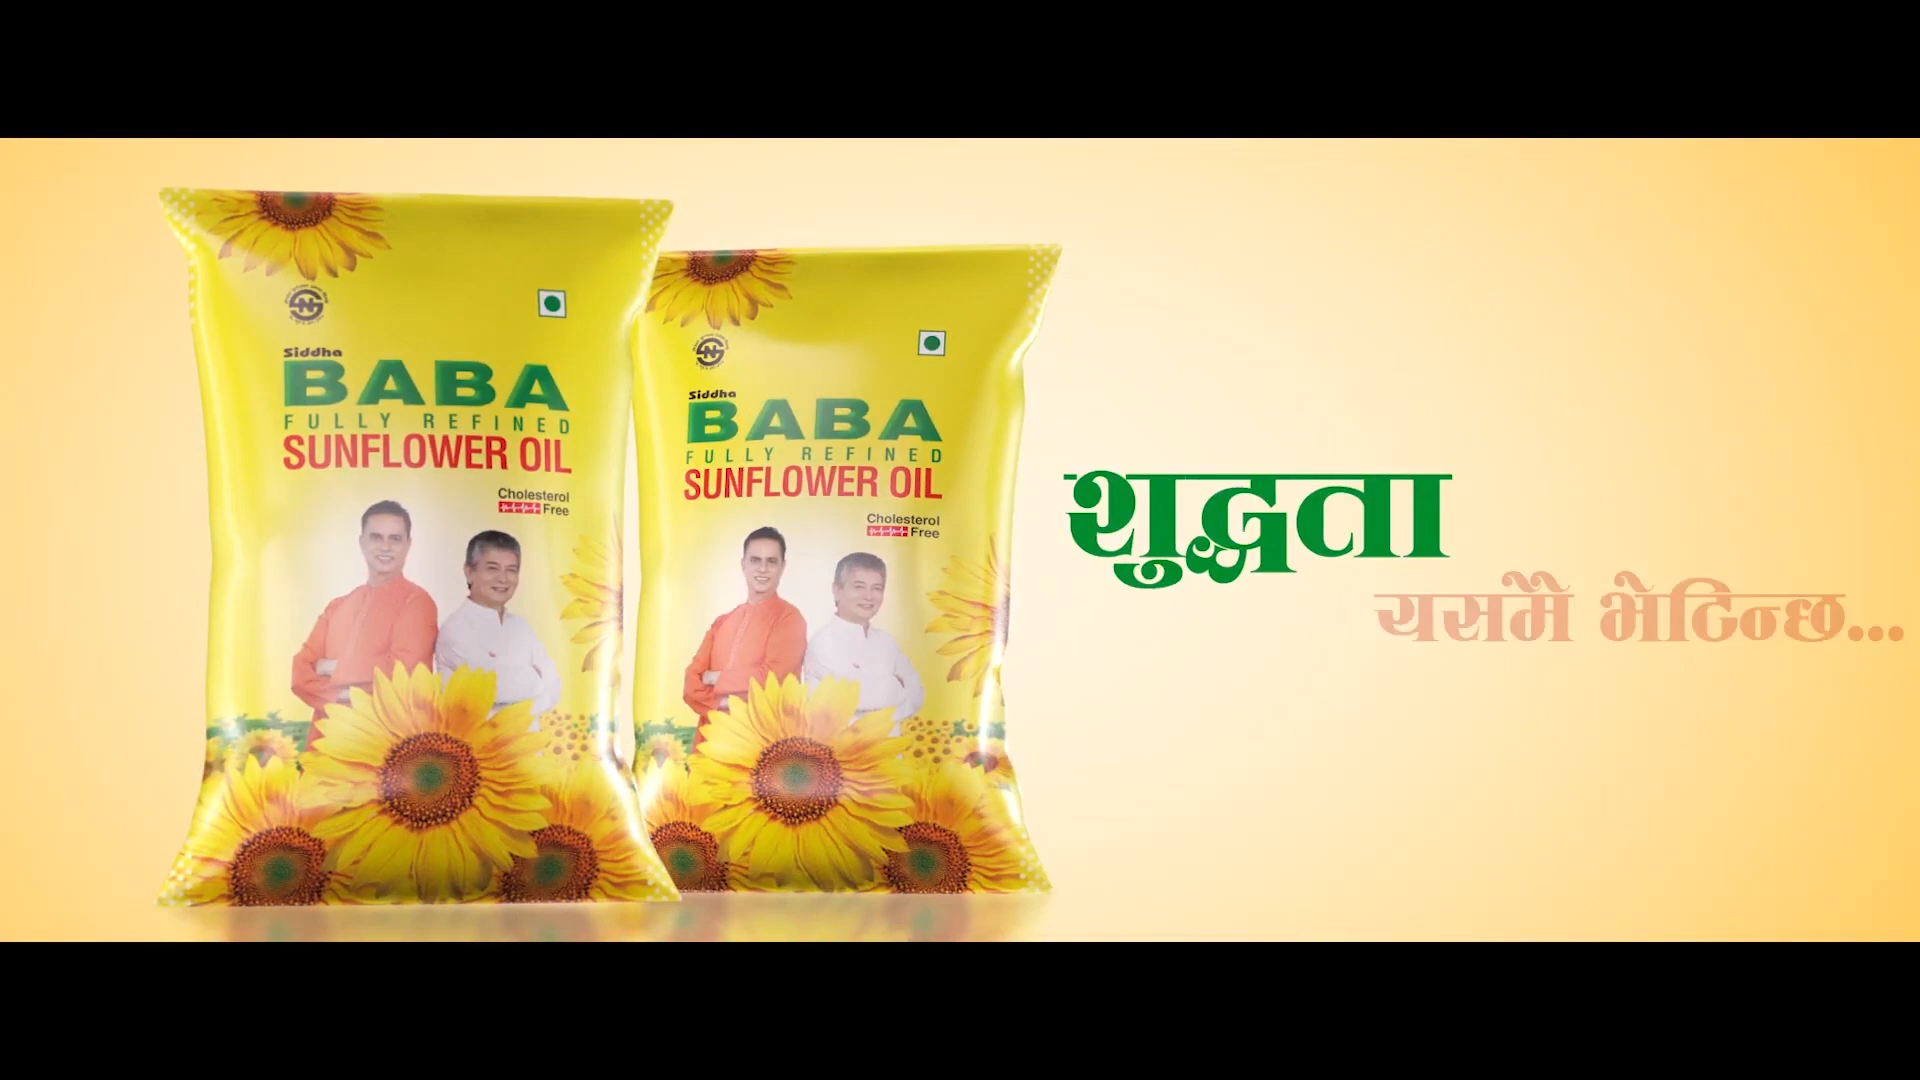 Siddha
BABA
FULLY REFINED
SUNFLOWER OIL
Cholesterol
Free
Siddha
BABA
FULLY REFINED
SUNFLOWER OIL
Cholesterol
Free
शुद्धता
यसमै भेटिन्छ...